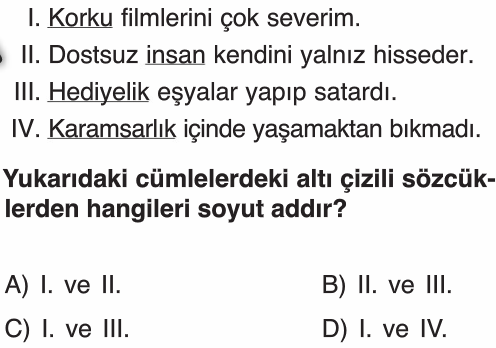 I. Korku filmlerini çok severim.
II. Dostsuz insan kendini yalnız hisseder.
III. Hediyelik eşyalar yapıp satardı.
IV. Karamsarlık içinde yaşamaktan bıkmadı.
Yukarıdaki cümlelerdeki altı çizili sözcük-
lerden hangileri soyut addır?
A) I. ve II.
B) II. ve III.
C) I. ve III.
D) I. ve IV.